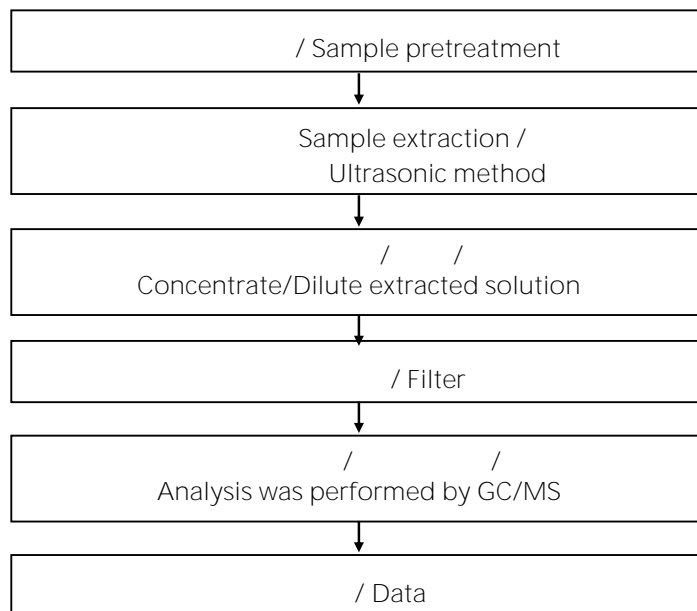 / Sample pretreatment
Sample extraction /
Ultrasonic method
/ /
Concentrate/Dilute extracted solution
/ Filter
/ /
Analysis was performed by GC/MS
/ Data